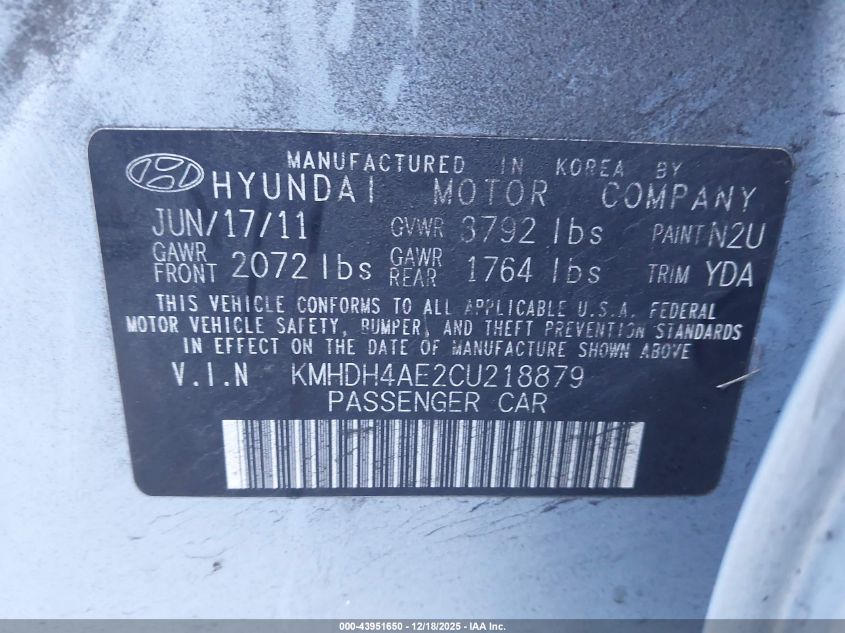 MANUFACTURED IN KOREA BY
HYUNDAI MOTOR COMPANY
JUN/17/11 GVWR 3792 lbs PAINT N2U
GAWR FRONT 2072 lbs GAWR REAR 1764 lbs TRIM YDA
THIS VEHICLE CONFORMS TO ALL APPLICABLE U.S.A. FEDERAL
MOTOR VEHICLE SAFETY, BUMPER, AND THEFT PREVENTION STANDARDS
IN EFFECT ON THE DATE OF MANUFACTURE SHOWN ABOVE
V.I.N KMHDH4AE2CU218879
PASSENGER CAR
000-43951650 - 12/18/2025 - IAA Inc.